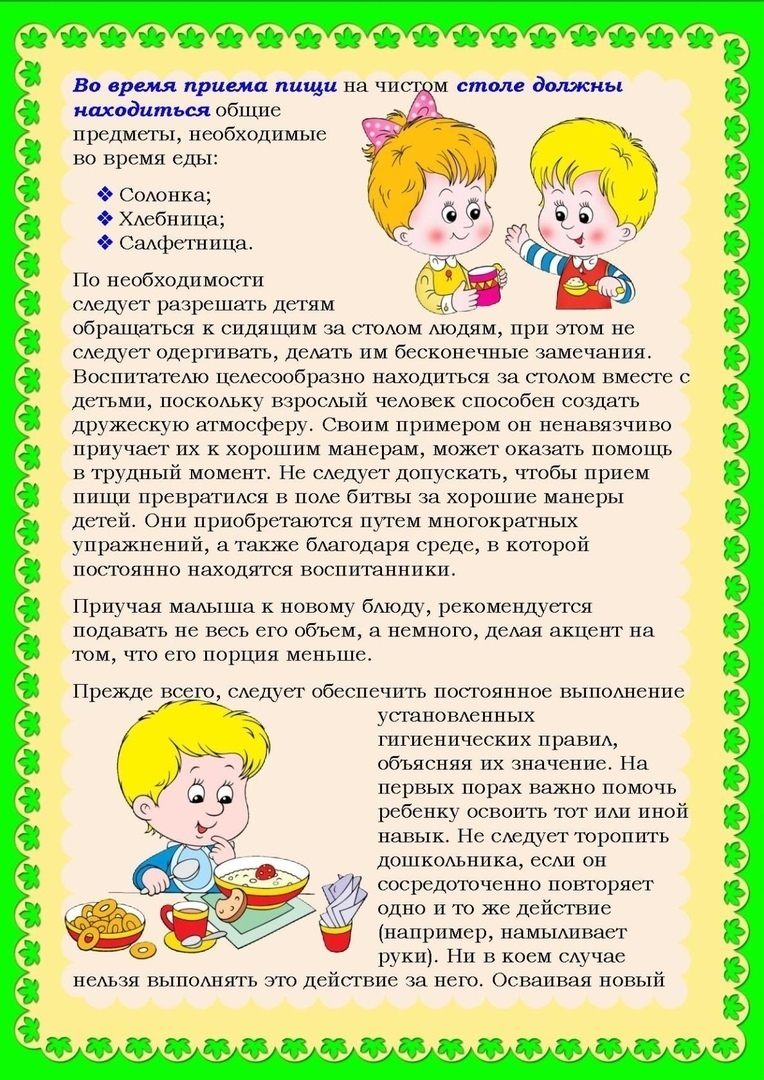 Во время приема пищи на чистом столе должны
находиться общие
предметы, необходимые
во время еды:
❖ Солонка;
❖ Хлебница;
❖ Салфетница.
По необходимости
следует разрешать детям
обращаться к сидящим за столом людям, при этом не
следует одергивать, делать им бесконечные замечания.
Воспитателю целесообразно находиться за столом вместе с
детьми, поскольку взрослый человек способен создать
дружескую атмосферу. Своим примером он ненавязчиво
приучает их к хорошим манерам, может оказать помощь
в трудный момент. Не следует допускать, чтобы прием
пищи превратился в поле битвы за хорошие манеры
детей. Они приобретаются путем многократных
упражнений, а также благодаря среде, в которой
постоянно находятся воспитанники.
Приучая малыша к новому блюду, рекомендуется
подавать не весь его объем, а немного, делая акцент на
том, что его порция меньше.
Прежде всего, следует обеспечить постоянное выполнение
установленных
гигиенических правил,
объясняя их значение. На
первых порах важно помочь
ребенку освоить тот или иной
навык. Не следует торопить
дошкольника, если он
сосредоточенно повторяет
одно и то же действие
(например, намыливает
руки). Ни в коем случае
нельзя выполнять это действие за него. Осваивая новый